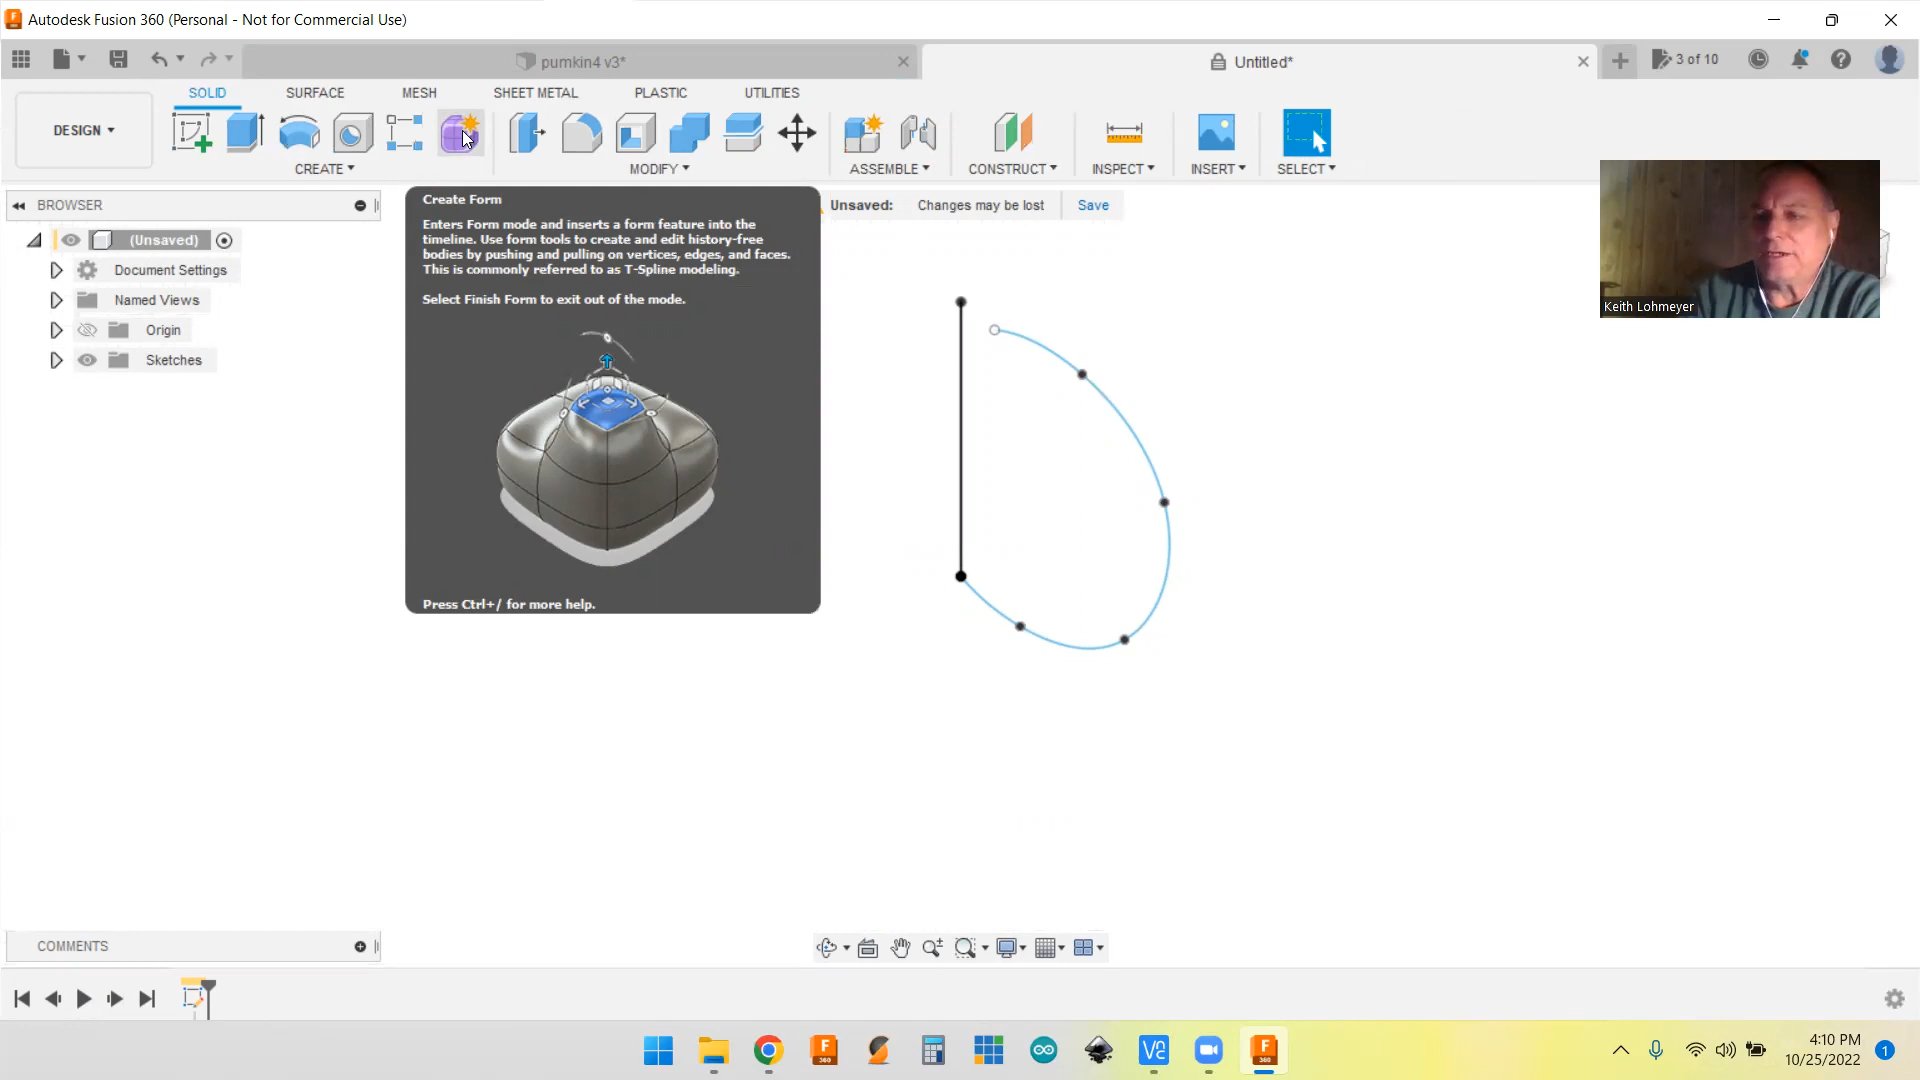 Autodesk Fusion 360 (Personal - Not for Commercial Use)
pumkin4 v3*
Untitled*
3 of 10
DESIGN
SOLID
SURFACE
MESH
SHEET METAL
PLASTIC
UTILITIES
CREATE
MODIFY
ASSEMBLE
CONSTRUCT
INSPECT
INSERT
SELECT
BROWSER
(Unsaved)
Document Settings
Named Views
Origin
Sketches
Create Form
Enters Form mode and inserts a form feature into the
timeline. Use form tools to create and edit history-free
bodies by pushing and pulling on vertices, edges, and faces.
This is commonly referred to as T-Spline modeling.
Select Finish Form to exit out of the mode.
Press Ctrl+/ for more help.
Unsaved: Changes may be lost Save
Keith Lohmeyer
COMMENTS
F
360
VC
F
360
4:10 PM
10/25/2022
1